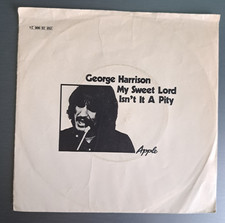 George Harrison
My Sweet Lord
Isn't It A Pity
Apple